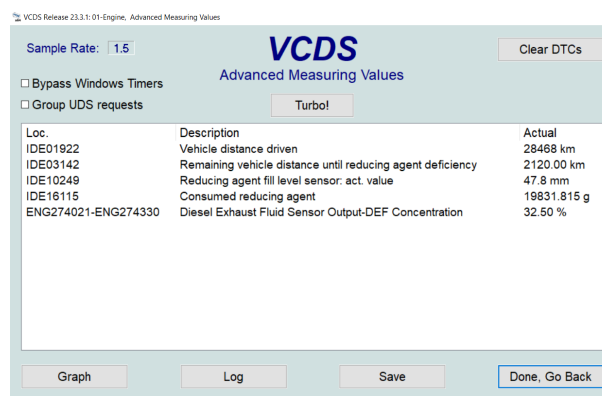 VCDS Release 23.3.1: 01-Engine, Advanced Measuring Values
Sample Rate: 1.5
VCDS
Clear DTCs
Advanced Measuring Values
Bypass Windows Timers
Group UDS requests
Turbo!
Loc. Description Actual
IDE01922 Vehicle distance driven 28468 km
IDE03142 Remaining vehicle distance until reducing agent deficiency 2120.00 km
IDE10249 Reducing agent fill level sensor: act. value 47.8 mm
IDE16115 Consumed reducing agent 19831.815 g
ENG274021-ENG274330 Diesel Exhaust Fluid Sensor Output-DEF Concentration 32.50 %
Graph Log Save Done, Go Back